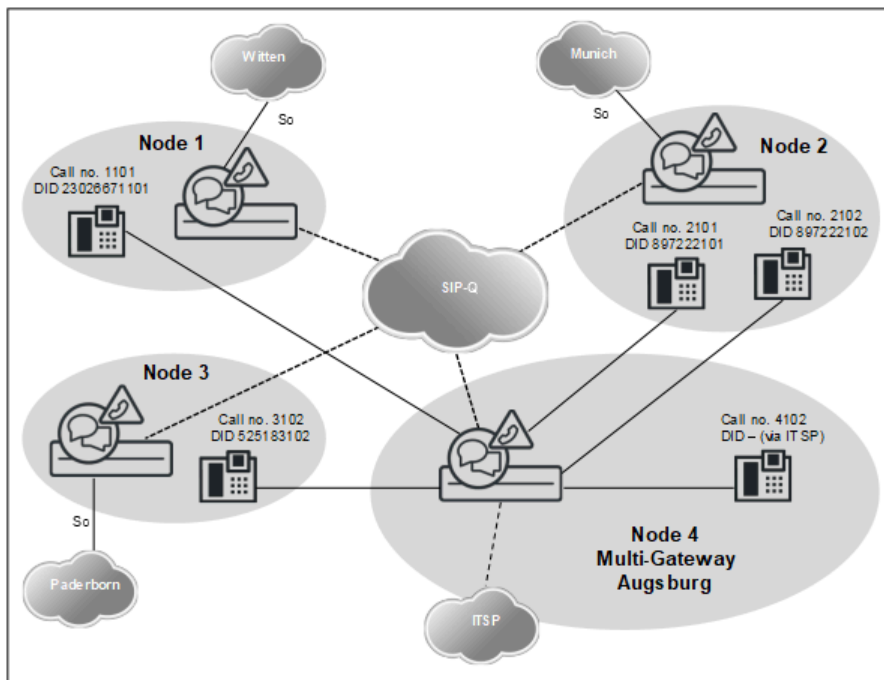 Witten
Munich
So
So
Node 1
Node 2
Call no. 1101
DID 23026671101
Call no. 2102
DID 897222102
Call no. 2101
DID 897222101
SIP-Q
Node 3
Call no. 3102
DID 525183102
Call no. 4102
DID – (via ITSP)
So
Node 4
Multi-Gateway
Augsburg
Paderborn
ITSP